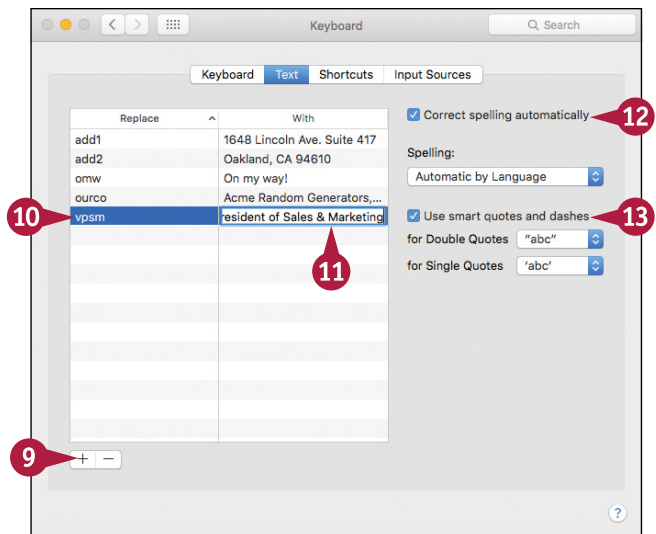 Keyboard
Search
Keyboard Text Shortcuts Input Sources
Replace With
add1 1648 Lincoln Ave. Suite 417
add2 Oakland, CA 94610
omw On my way!
ourco Acme Random Generators,...
vpsm resident of Sales & Marketing
Correct spelling automatically
12
Spelling:
Automatic by Language
10
Use smart quotes and dashes
13
for Double Quotes “abc”
for Single Quotes ‘abc’
11
9
+ −
?